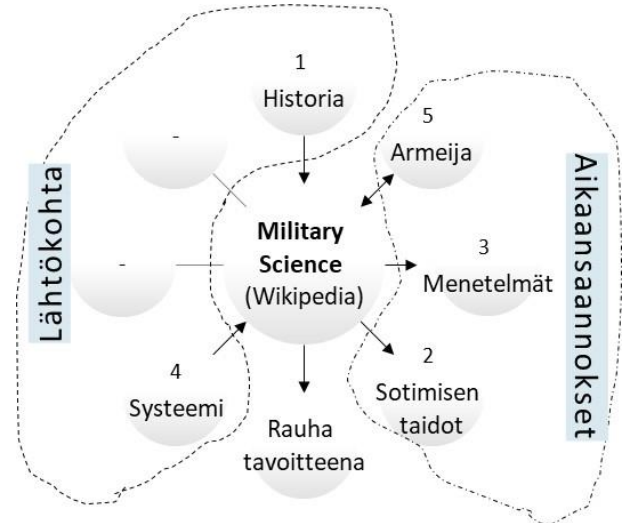 1
Historia
-
-
Lähtökohta
4
Systeemi
Military
Science
(Wikipedia)
5
Armeija
3
Menetelmät
2
Sotimisen
taidot
Rauha
tavoitteena
Aikaansaannokset